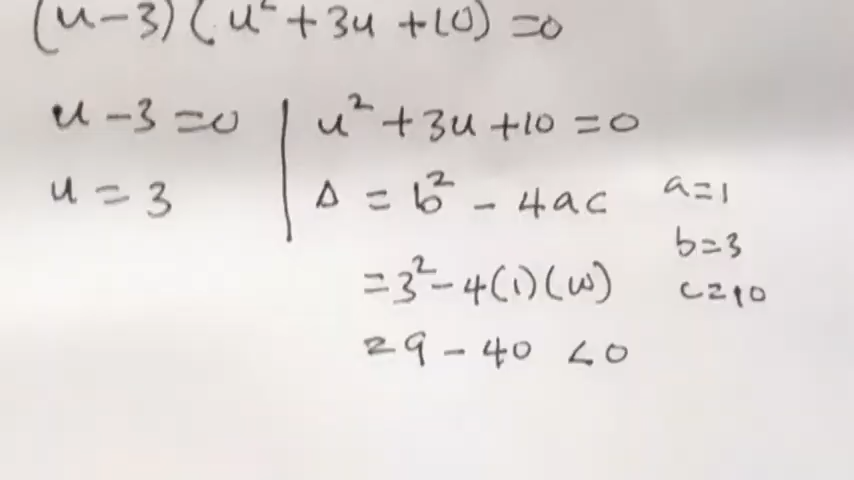 (u-3)(u²+3u+10)=0
u-3=0
u=3
u²+3u+10=0
Δ=b²-4ac
=3²-4(1)(10)
=9-40 <0
a=1
b=3
c=10